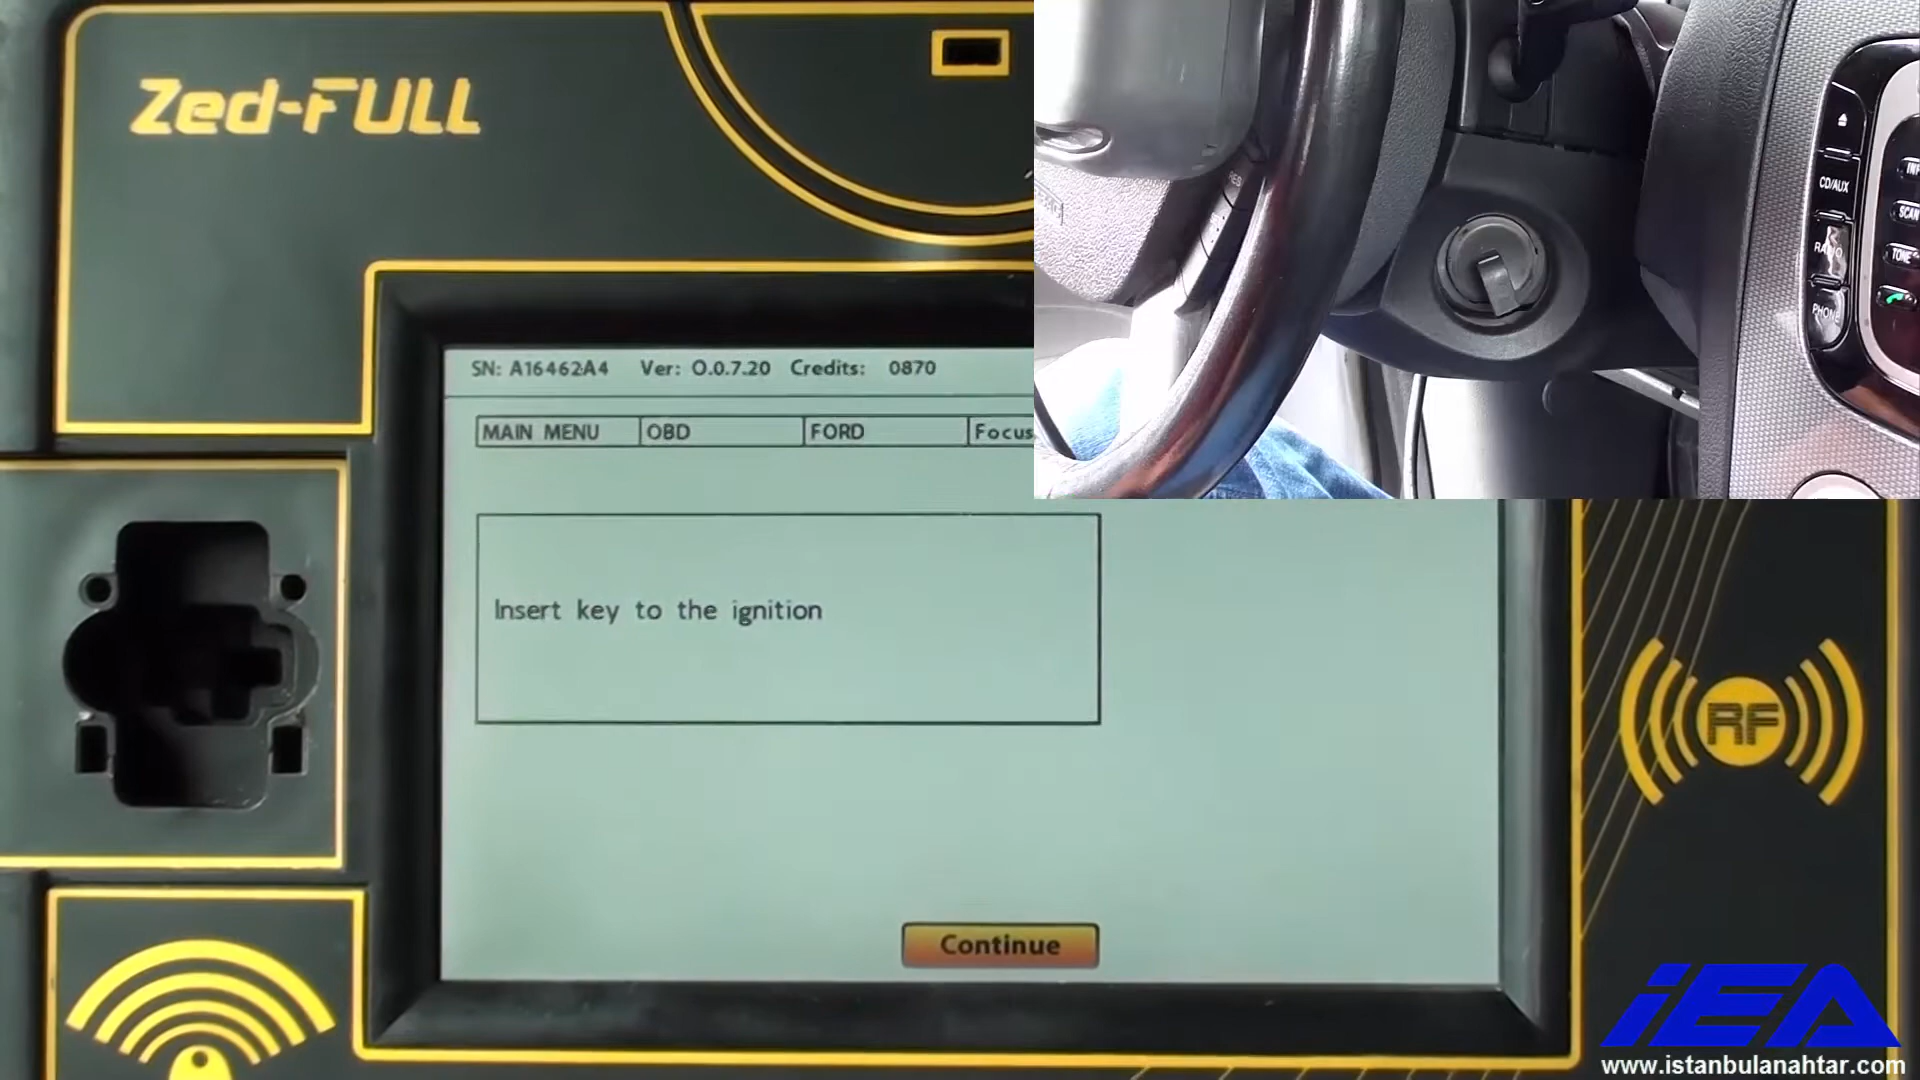 Zed-FULL
SN: A16462A4 Ver: O.0.7.20 Credits: 0870
MAIN MENU OBD FORD Focus
Insert key to the ignition
Continue
RES
CD/AUX
RADIO
PHONE
SCAN
TONE
RF
iEA
www.istanbulanahtar.com